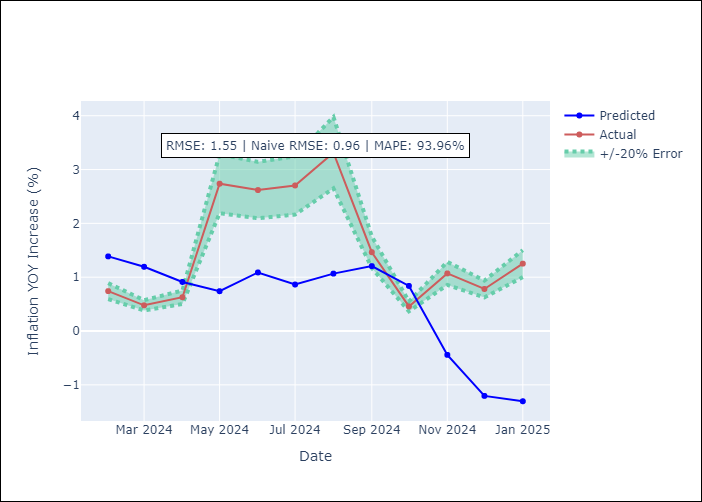 RMSE: 1.55 | Naive RMSE: 0.96 | MAPE: 93.96%
Predicted
Actual
+/-20% Error
Inflation YOY Increase (%)
4
3
2
1
0
−1
Mar 2024
May 2024
Jul 2024
Sep 2024
Nov 2024
Jan 2025
Date